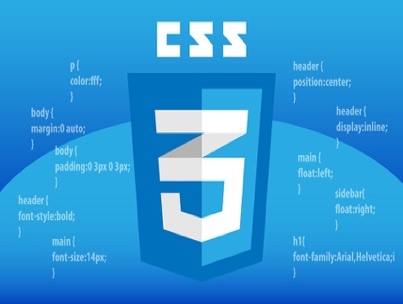 CSS
3
p {
color:fff;
}
body {
margin:0 auto;
}
body {
padding:0 3px 0 3px;
}
header {
font-style:bold;
}
main {
font-size:14px;
}
header {
position:center;
}
header {
display:inline;
}
main {
float:left;
}
sidebar{
float:right;
}
h1{
font-family:Arial,Helvetica;i
}